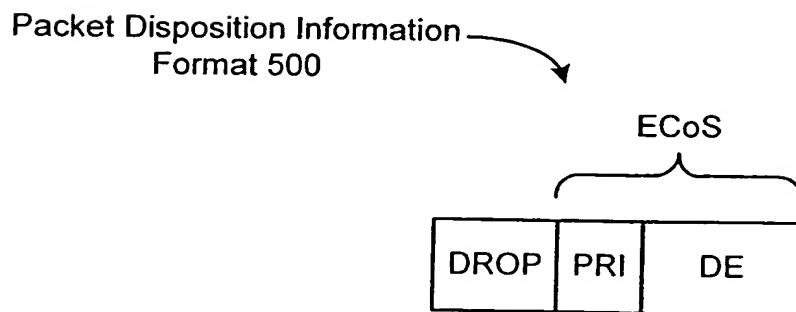 Packet Disposition Information
Format 500
ECoS
DROP PRI DE